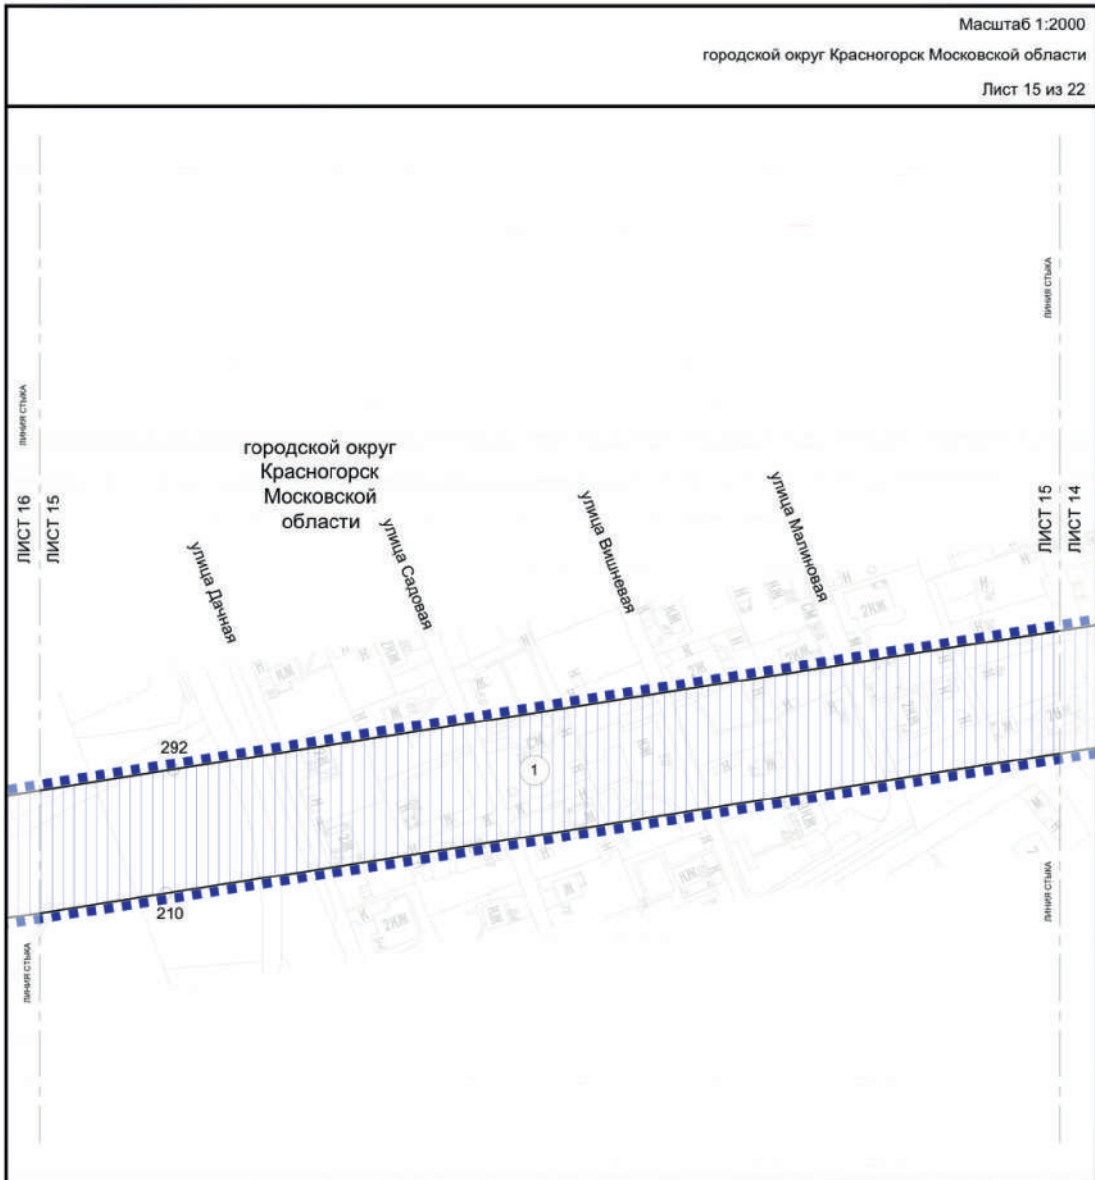 Масштаб 1:2000
городской округ Красногорск Московской области
Лист 15 из 22
линия стыка
линия стыка
городской округ
Красногорск
Московской
области
ЛИСТ 16
ЛИСТ 15
улица Дачная
улица Садовая
улица Вишневая
улица Малиновая
ЛИСТ 15
ЛИСТ 14
292
1
210
линия стыка
линия стыка